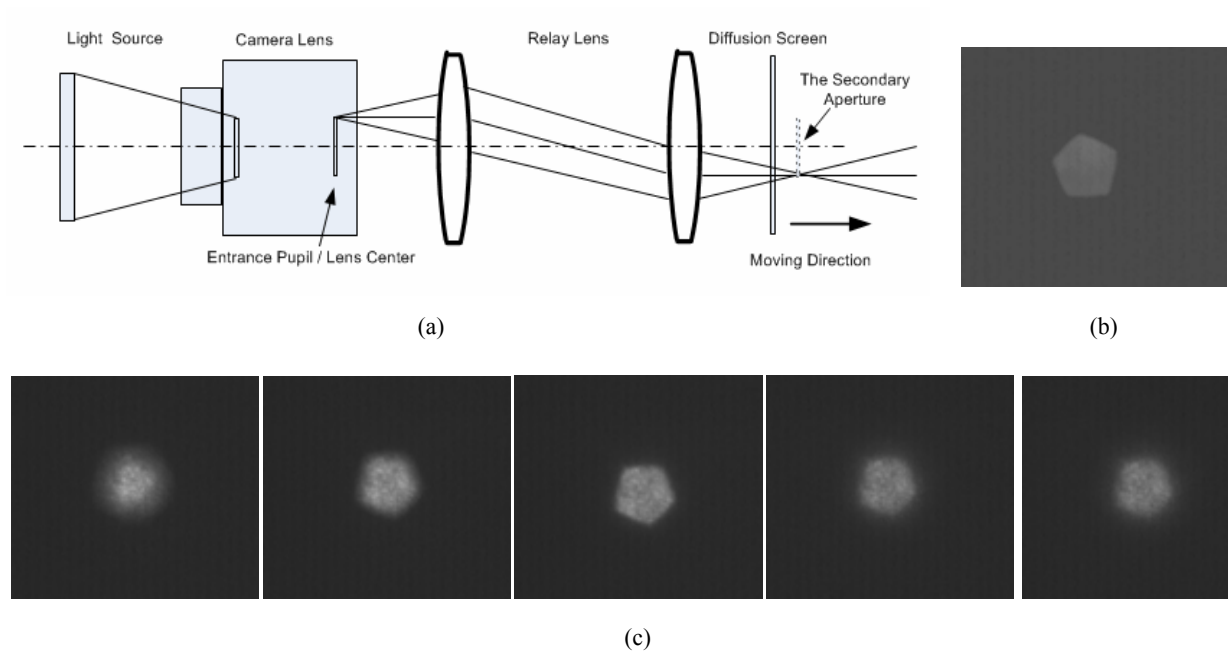 Light Source
Camera Lens
Relay Lens
Diffusion Screen
The Secondary
Aperture
Entrance Pupil / Lens Center
Moving Direction
(a)
(b)
(c)